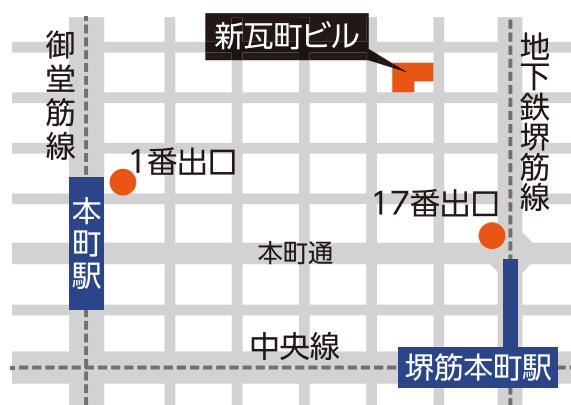 新瓦町ビル
御堂筋線
地下鉄堺筋線
1番出口
本町駅
17番出口
本町通
中央線
堺筋本町駅